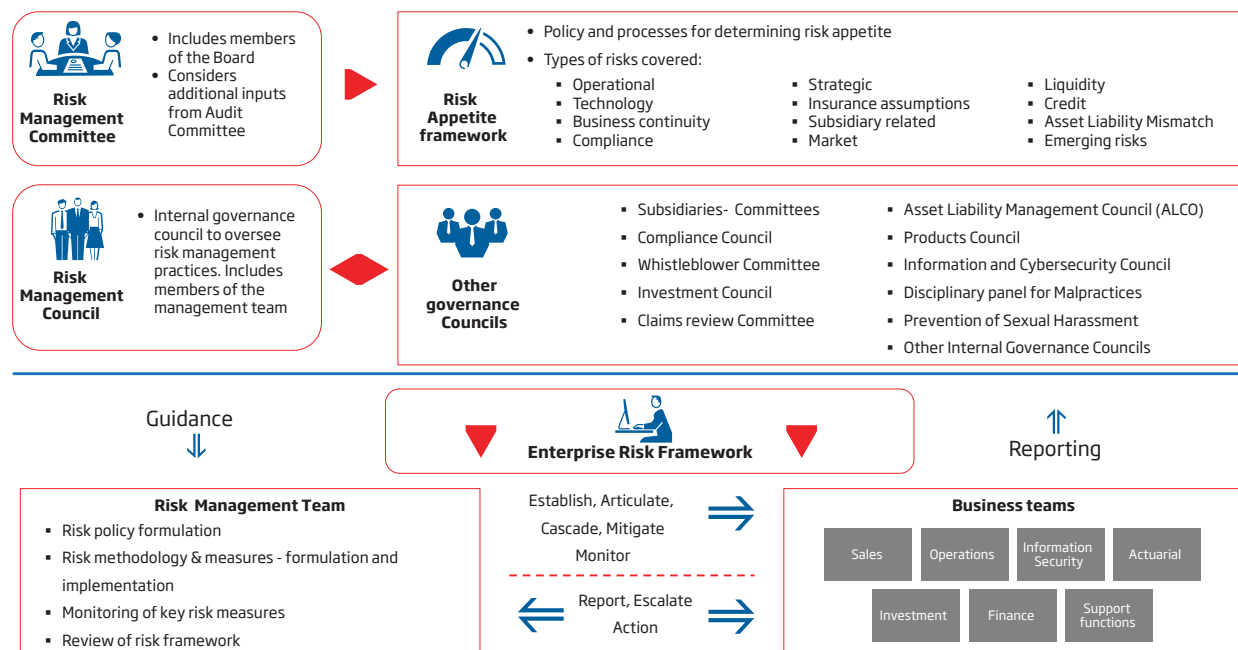 Risk
Management
Committee
• Includes members
of the Board
• Considers
additional inputs
from Audit
Committee
Risk
Appetite
framework
• Policy and processes for determining risk appetite
• Types of risks covered:
▪ Operational
▪ Technology
▪ Business continuity
▪ Compliance
▪ Strategic
▪ Insurance assumptions
▪ Subsidiary related
▪ Market
▪ Liquidity
▪ Credit
▪ Asset Liability Mismatch
▪ Emerging risks
Risk
Management
Council
• Internal governance
council to oversee
risk management
practices. Includes
members of the
management team
Other
governance
Councils
▪ Subsidiaries- Committees
▪ Compliance Council
▪ Whistleblower Committee
▪ Investment Council
▪ Claims review Committee
▪ Asset Liability Management Council (ALCO)
▪ Products Council
▪ Information and Cybersecurity Council
▪ Disciplinary panel for Malpractices
▪ Prevention of Sexual Harassment
▪ Other Internal Governance Councils
Guidance
Enterprise Risk Framework
Reporting
Risk Management Team
▪ Risk policy formulation
▪ Risk methodology & measures - formulation and
implementation
▪ Monitoring of key risk measures
▪ Review of risk framework
Establish, Articulate,
Cascade, Mitigate
Monitor
Report, Escalate
Action
Business teams
Sales
Operations
Information
Security
Actuarial
Investment
Finance
Support
functions